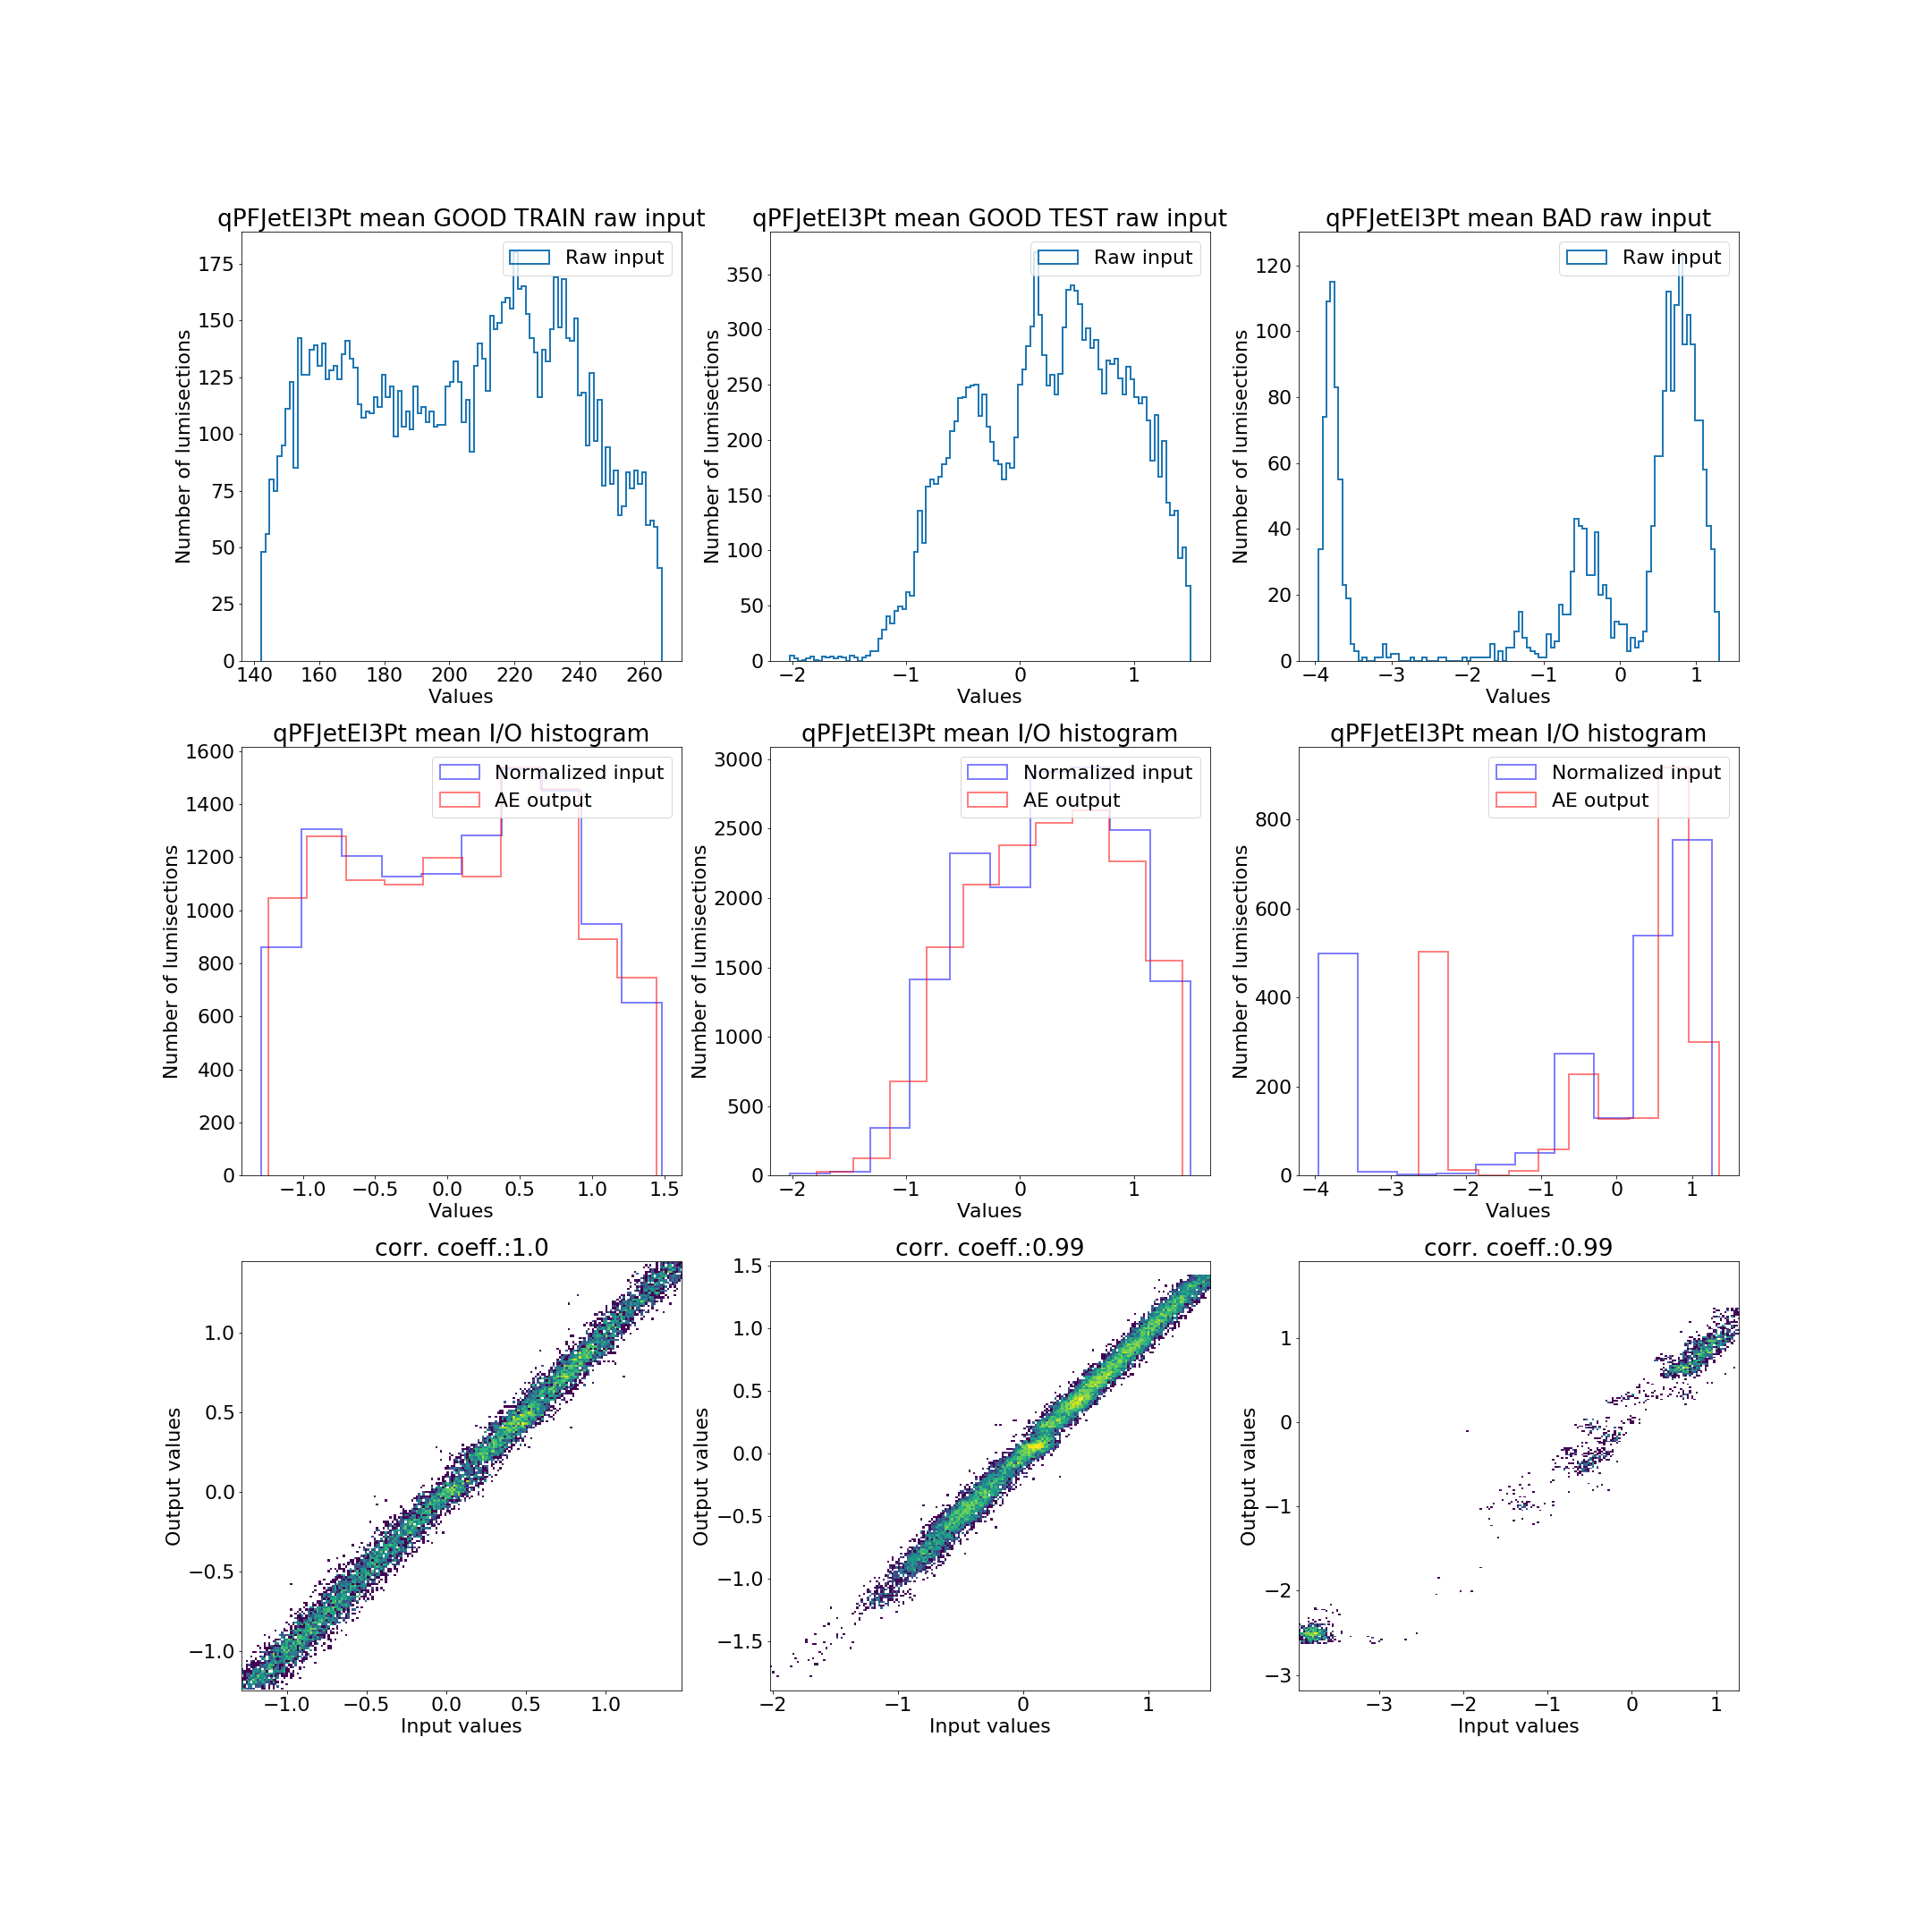 qPFJetEI3Pt mean GOOD TRAIN raw input
qPFJetEI3Pt mean GOOD TEST raw input
qPFJetEI3Pt mean BAD raw input
Raw input
Raw input
Raw input
Number of lumisections
175
150
125
100
75
50
25
0
140 160 180 200 220 240 260
Values
Number of lumisections
350
300
250
200
150
100
50
0
−2 −1 0 1
Values
Number of lumisections
120
100
80
60
40
20
0
−4 −3 −2 −1 0 1
Values
qPFJetEI3Pt mean I/O histogram
qPFJetEI3Pt mean I/O histogram
qPFJetEI3Pt mean I/O histogram
Normalized input
AE output
Normalized input
AE output
Normalized input
AE output
Number of lumisections
1600
1400
1200
1000
800
600
400
200
0
−1.0 −0.5 0.0 0.5 1.0 1.5
Values
Number of lumisections
3000
2500
2000
1500
1000
500
0
−2 −1 0 1
Values
Number of lumisections
800
600
400
200
0
−4 −3 −2 −1 0 1
Values
corr. coeff.:1.0
corr. coeff.:0.99
corr. coeff.:0.99
Output values
1.0
0.5
0.0
−0.5
−1.0
−1.0 −0.5 0.0 0.5 1.0
Input values
Output values
1.5
1.0
0.5
0.0
−0.5
−1.0
−1.5
−2 −1 0 1
Input values
Output values
1
0
−1
−2
−3
−3 −2 −1 0 1
Input values